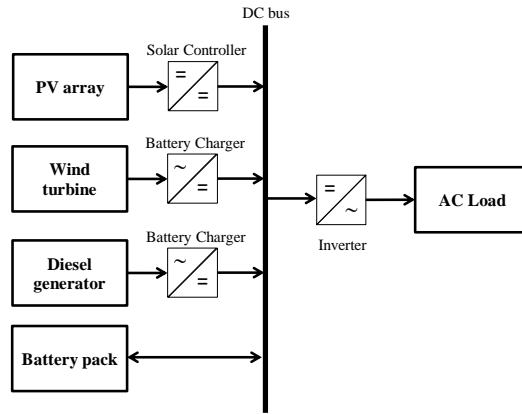 DC bus
Solar Controller
PV array
=
=
Battery Charger
Wind
turbine
~
=
=
~
AC Load
Inverter
Battery Charger
Diesel
generator
~
=
Battery pack